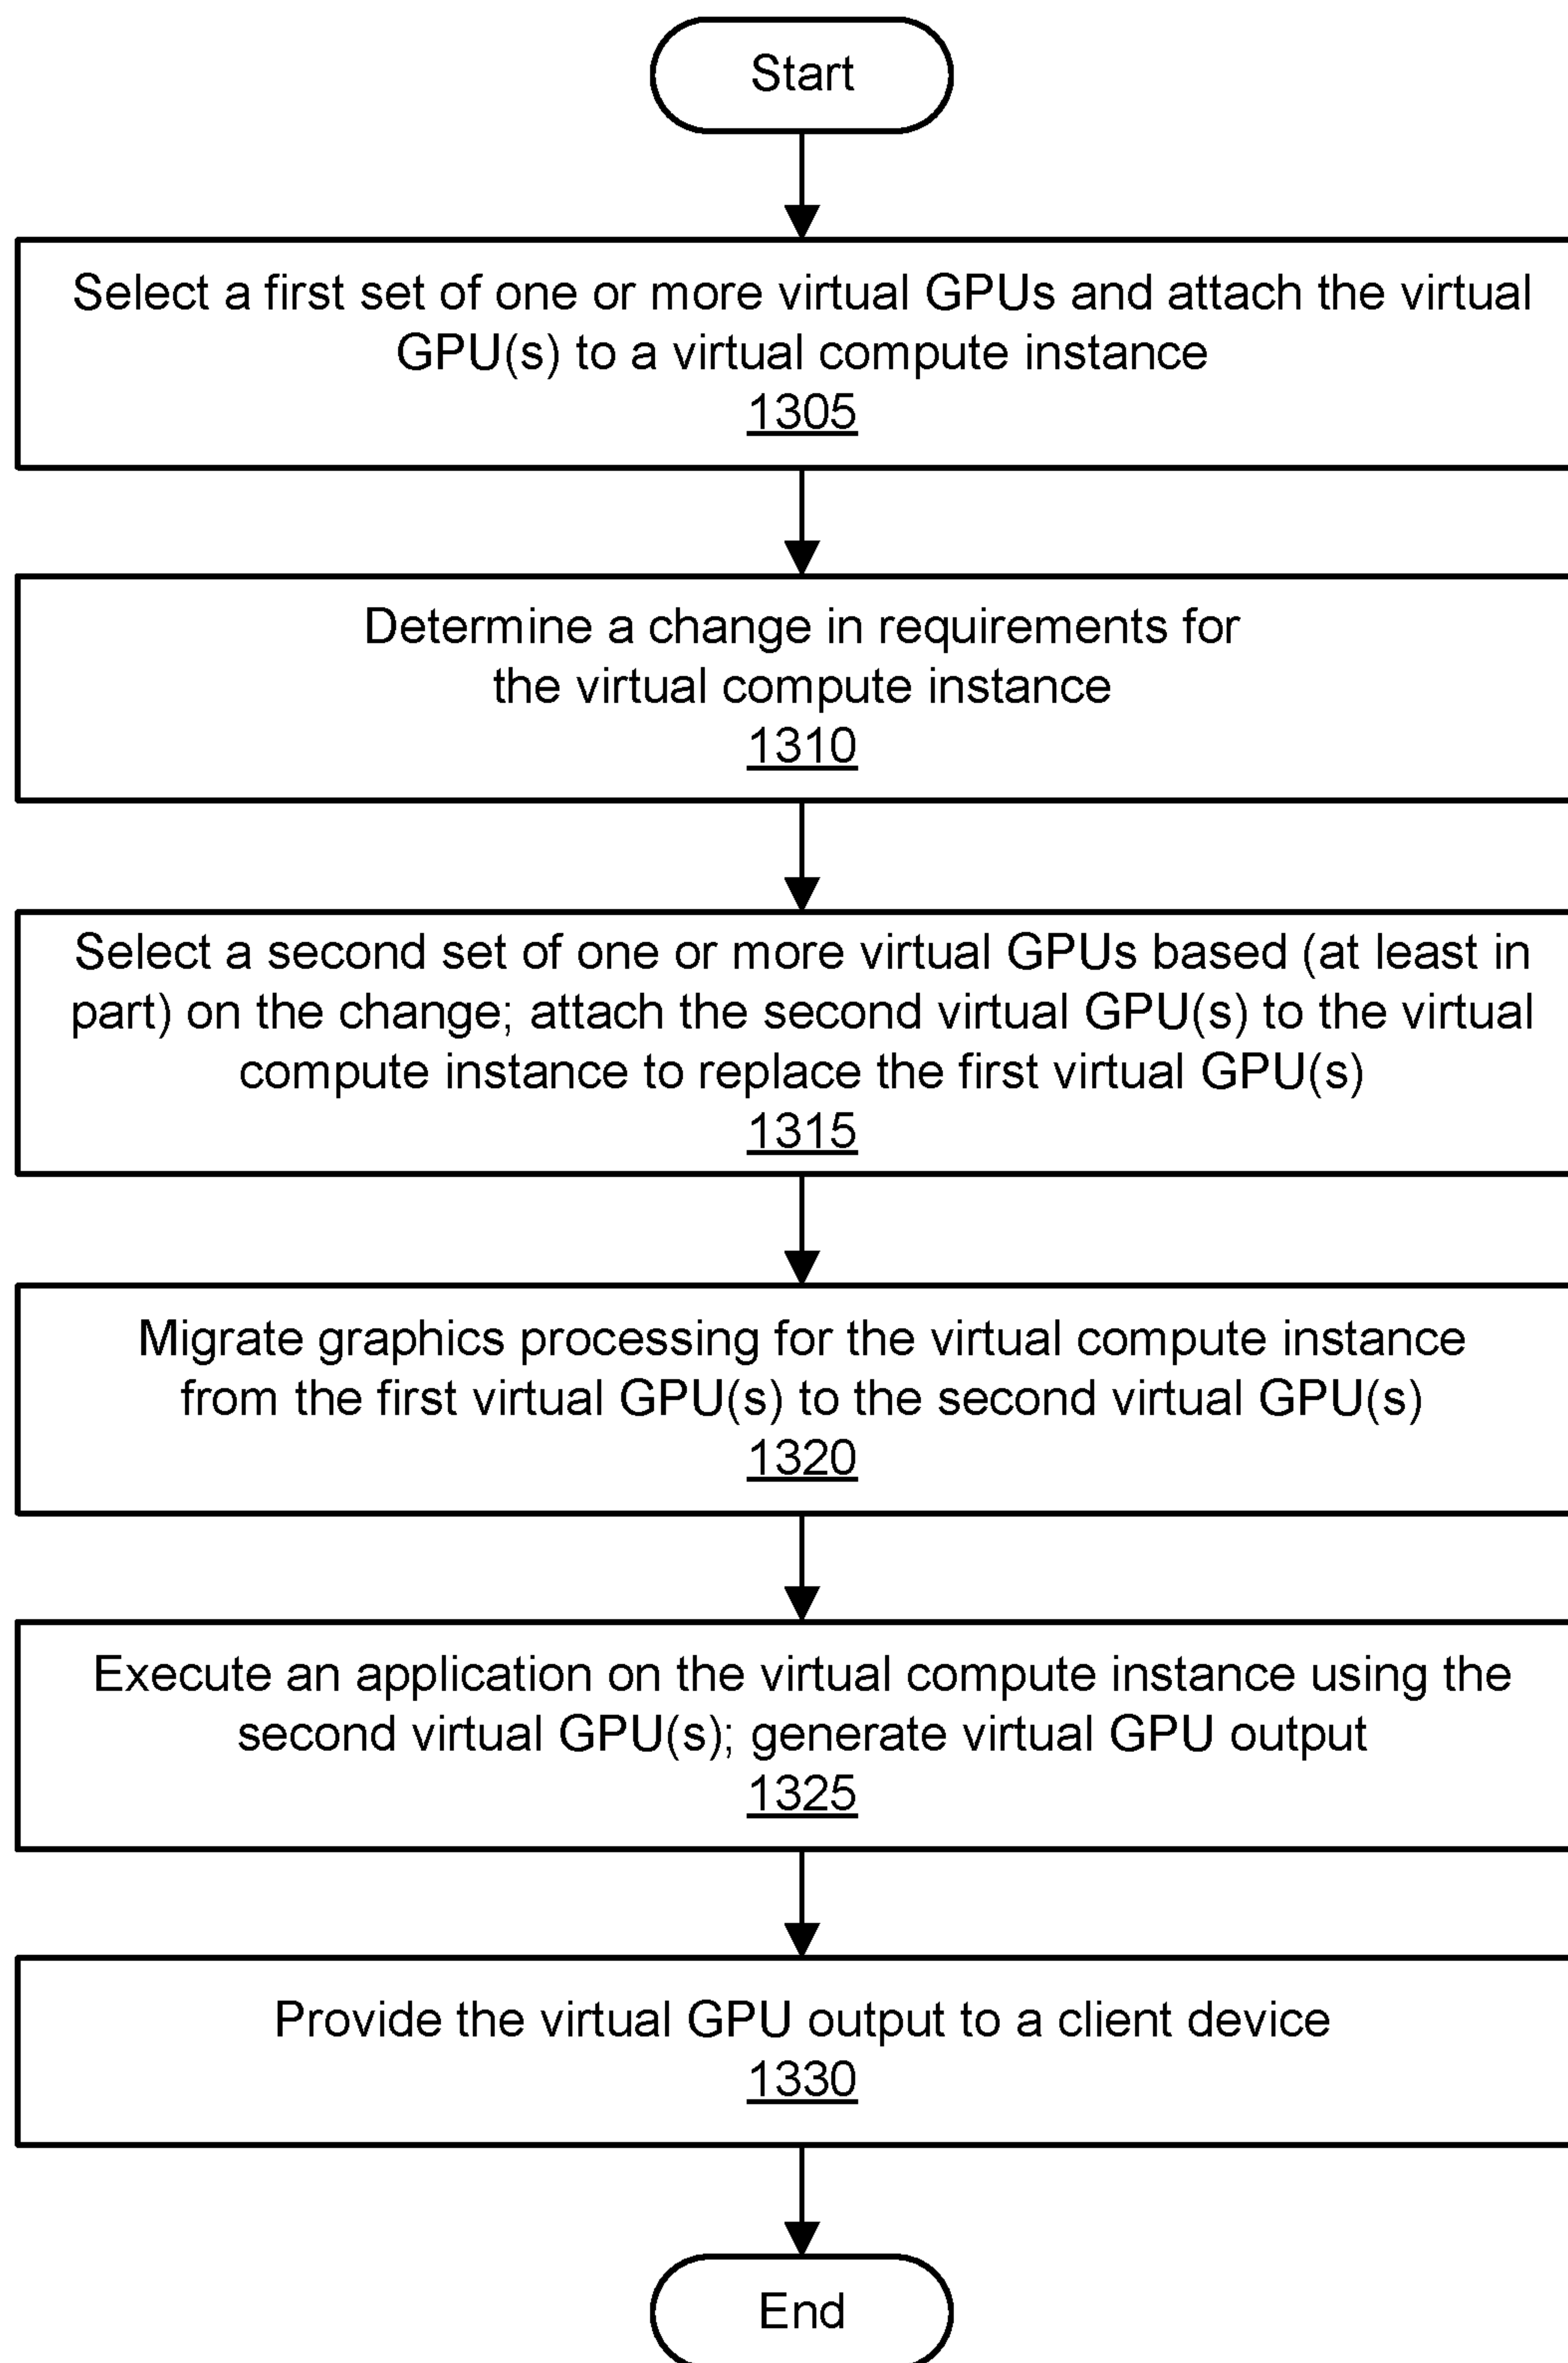 Start
Select a first set of one or more virtual GPUs and attach the virtual
GPU(s) to a virtual compute instance
1305
Determine a change in requirements for
the virtual compute instance
1310
Select a second set of one or more virtual GPUs based (at least in
part) on the change; attach the second virtual GPU(s) to the virtual
compute instance to replace the first virtual GPU(s)
1315
Migrate graphics processing for the virtual compute instance
from the first virtual GPU(s) to the second virtual GPU(s)
1320
Execute an application on the virtual compute instance using the
second virtual GPU(s); generate virtual GPU output
1325
Provide the virtual GPU output to a client device
1330
End